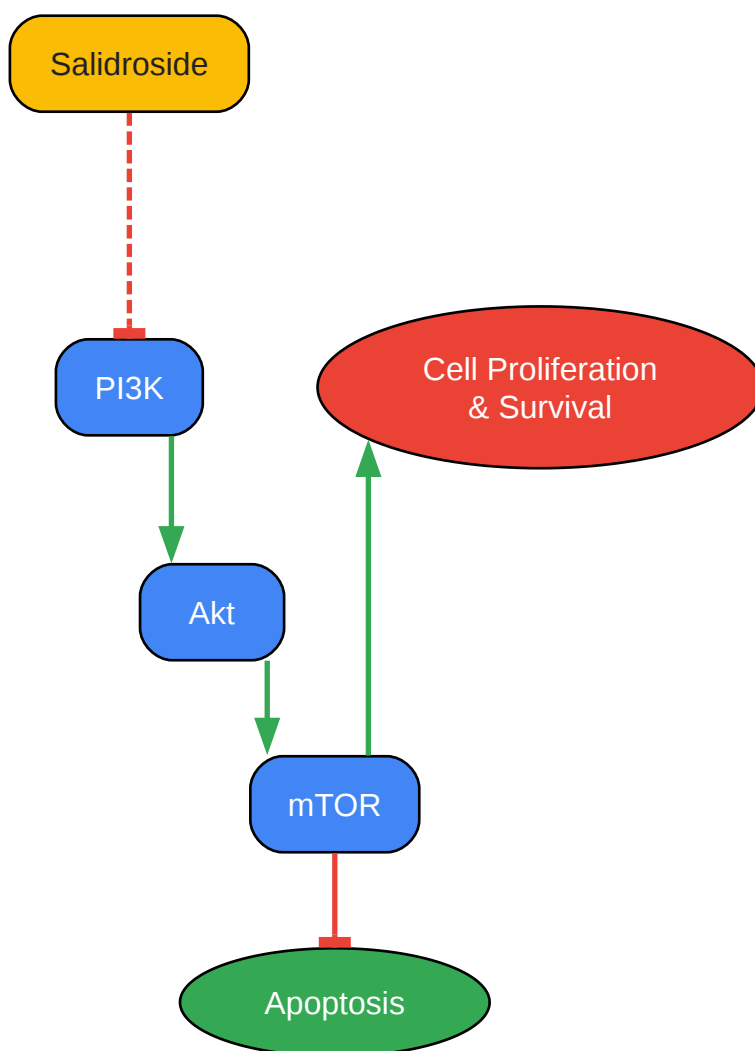 Salidroside
PI3K
Cell Proliferation
& Survival
Akt
mTOR
Apoptosis